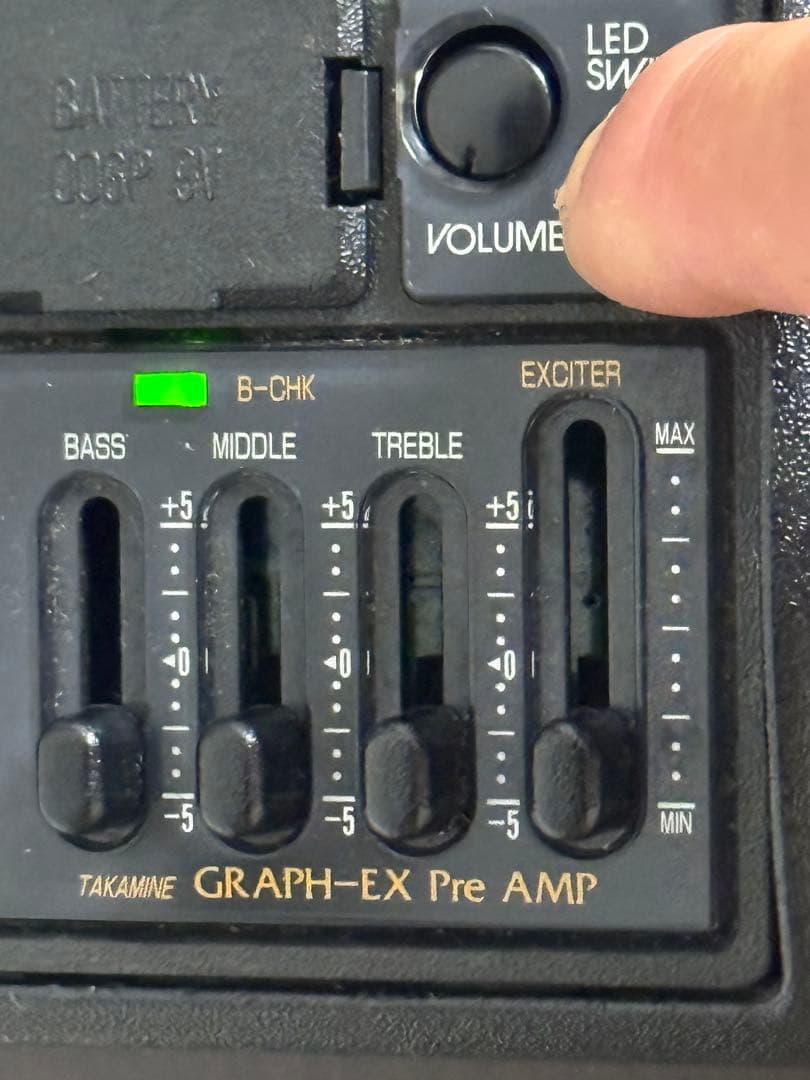 BATTERY
006P 9V
LED
VOLUME
B-CHK
EXCITER
BASS
MIDDLE
TREBLE
MAX
+5
+5
+5
0
0
0
-5
-5
-5
MIN
TAKAMINE GRAPH-EX Pre AMP